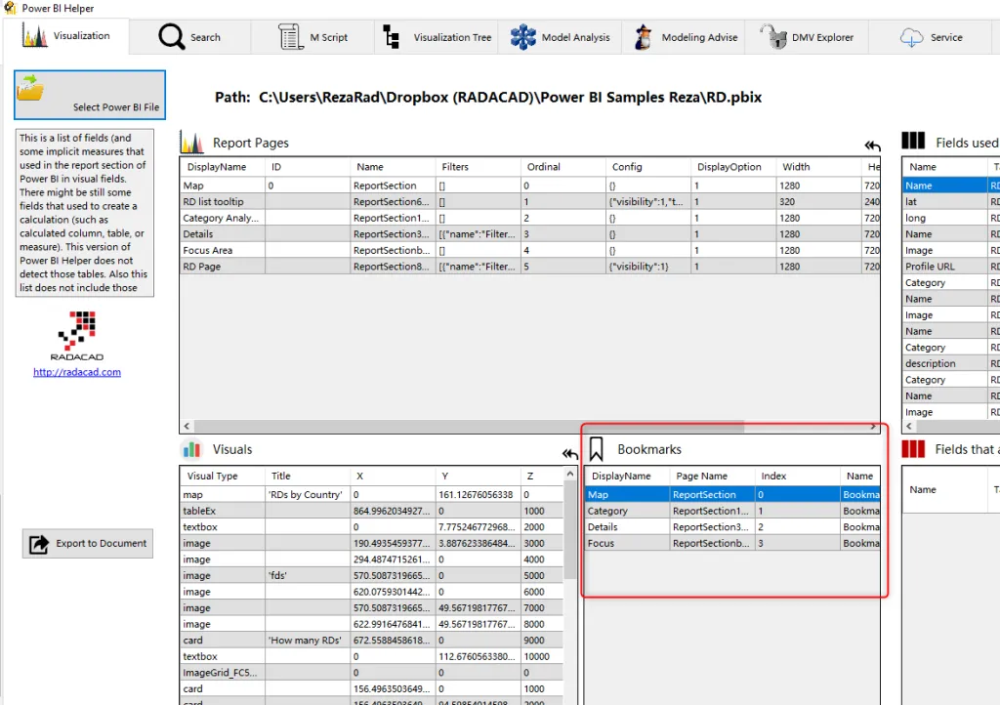 Power BI Helper
Visualization Search M Script Visualization Tree Model Analysis Modeling Advise DMV Explorer Service
Select Power BI File
Path: C:\Users\RezaRad\Dropbox (RADACAD)\Power BI Samples Reza\RD.pbix
This is a list of fields (and
some implicit measures that
used in the report section of
Power BI in visual fields.
There might be still some
fields that used to create a
calculation (such as
calculated column, table, or
measure). This version of
Power BI Helper does not
detect those tables. Also this
list does not include those
RADACAD
http://radacad.com
Export to Document
Report Pages
DisplayName ID Name Filters Ordinal Config DisplayOption Width He
Map 0 ReportSection [] 0 {} 1 1280 720
RD list tooltip ReportSection6... [] 1 {"visibility":1,"t... 1 320 240
Category Analy... ReportSection1... [] 2 {} 1 1280 720
Details ReportSection3... [{"name":"Filter... 3 {} 1 1280 720
Focus Area ReportSectionb... [] 4 {} 1 1280 720
RD Page ReportSection8... [{"name":"Filter... 5 {"visibility":1} 1 1280 720
Fields used
Name Ta
Name RD
lat RD
long RD
Name RD
Image RD
Profile URL RD
Category RD
Name RD
Image RD
Name RD
Category RD
description RD
Category RD
Name RD
Image RD
Visuals
Visual Type Title X Y Z
map 'RDs by Country' 0 161.12676056338 0
tableEx 864.9962034927... 0 1000
textbox 0 7.775247772968... 2000
image 190.4935459377... 3.887623386484... 3000
image 294.4874715261... 0 4000
image 'fds' 570.5087319665... 0 5000
image 620.0759301442... 0 6000
image 570.5087319665... 49.56719817767... 7000
image 622.9916476841... 49.56719817767... 8000
card 'How many RDs' 672.5588458618... 0 9000
textbox 0 112.6760563380... 10000
ImageGrid_FC5... 0 0 0
card 156.4963503649... 0 1000
card 156.4963503649... 94.59854014598... 2000
Bookmarks
DisplayName Page Name Index Name
Map ReportSection 0 Bookma
Category ReportSection1... 1 Bookma
Details ReportSection3... 2 Bookma
Focus ReportSectionb... 3 Bookma
Fields that a
Name